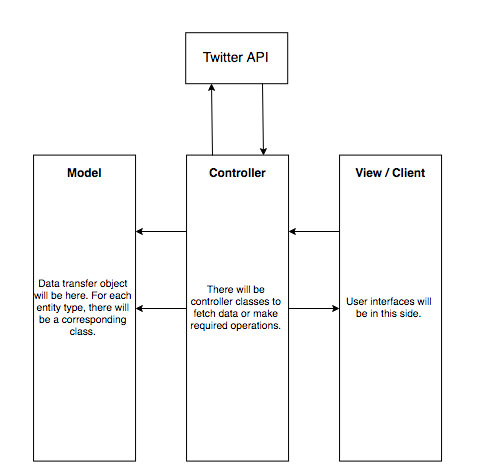 Twitter API
Model
Controller
View / Client
Data transfer object
will be here. For each
entity type, there will
be a corresponding
class.
There will be
controller classes to
fetch data or make
required operations.
User interfaces will
be in this side.